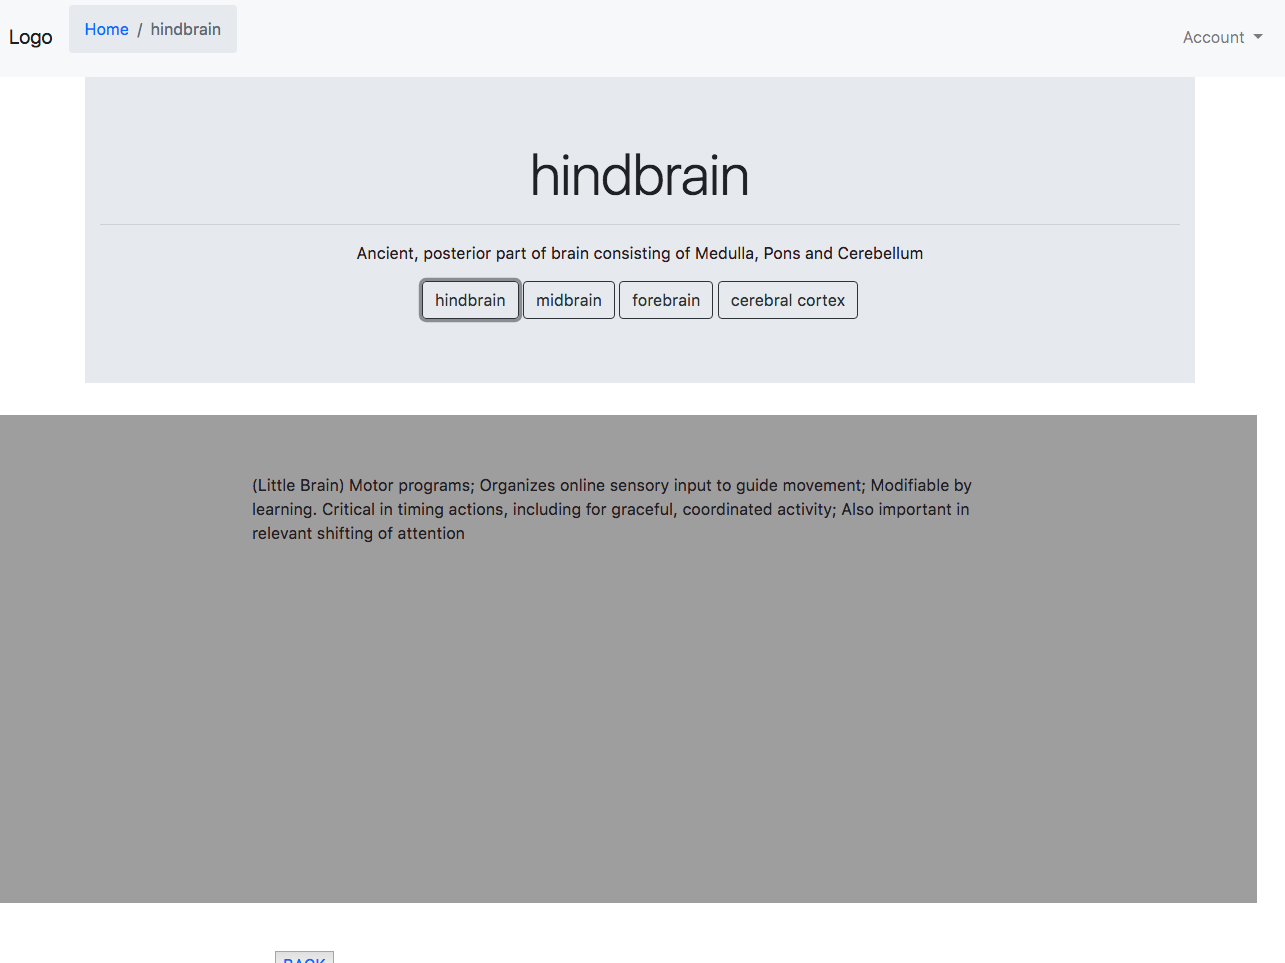 Logo
Home / hindbrain
Account
hindbrain
Ancient, posterior part of brain consisting of Medulla, Pons and Cerebellum
hindbrain midbrain forebrain cerebral cortex
(Little Brain) Motor programs; Organizes online sensory input to guide movement; Modifiable by
learning. Critical in timing actions, including for graceful, coordinated activity; Also important in
relevant shifting of attention
BACK